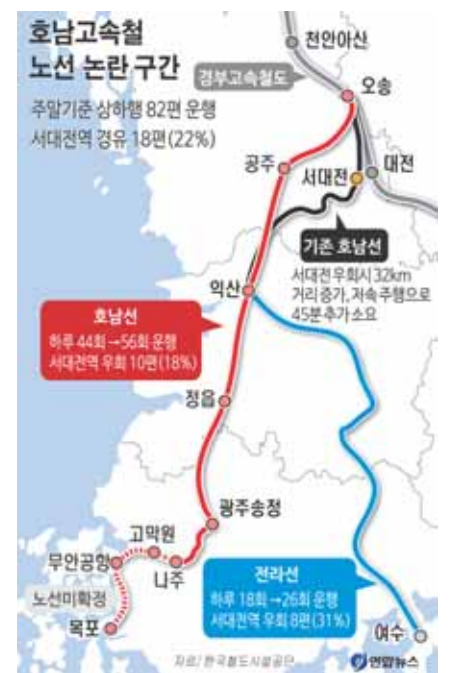 호남고속철
노선 논란 구간
주말기준 상하행 82편 운행
서대전역 경유 18편(22%)
천안아산
경부고속철도
오송
공주
서대전
대전
기존 호남선
서대전 우회시 32km
거리 증가, 저속 주행으로
45분 추가 소요
익산
호남선
하루 44회→56회 운행
서대전역 우회 10편(18%)
정읍
광주송정
고막원
무안공항
나주
노선미확정
목포
전라선
하루 18회→26회 운행
서대전역 우회 8편(31%)
여수
자료/ 한국철도시설공단
연합뉴스